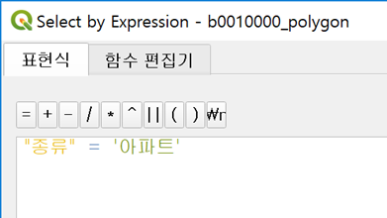 Select by Expression - b0010000_polygon
표현식 함수 편집기
= + - / * ^ || ( ) ₩n
"종류" = '아파트'